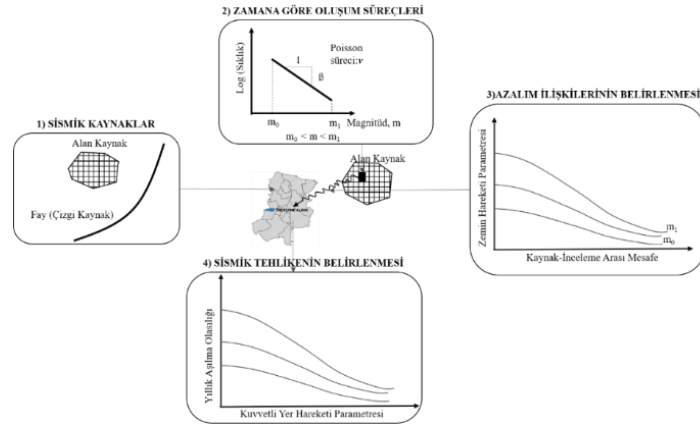 2) ZAMANA GÖRE OLUŞUM SÜREÇLERİ
Log (Sıklık)
1
β
Poisson
süreci:ν
m₀
m₁
Magnitüd, m
m₀ < m < m₁
1) SİSMİK KAYNAKLAR
Alan Kaynak
Fay (Çizgi Kaynak)
Alan Kaynak
3)AZALIM İLİŞKİLERİNİN BELİRLENMESİ
Zemin Hareketi Parametresi
m₁
m₀
Kaynak-İnceleme Arası Mesafe
4) SİSMİK TEHLİKENİN BELİRLENMESİ
Yıllık Aşılma Olasılığı
Kuvvetli Yer Hareketi Parametresi